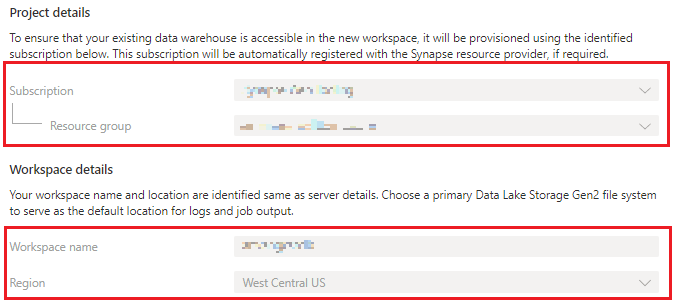 Project details
To ensure that your existing data warehouse is accessible in the new workspace, it will be provisioned using the identified
subscription below. This subscription will be automatically registered with the Synapse resource provider, if required.
Subscription
Resource group
Workspace details
Your workspace name and location are identified same as server details. Choose a primary Data Lake Storage Gen2 file system
to serve as the default location for logs and job output.
Workspace name
Region West Central US